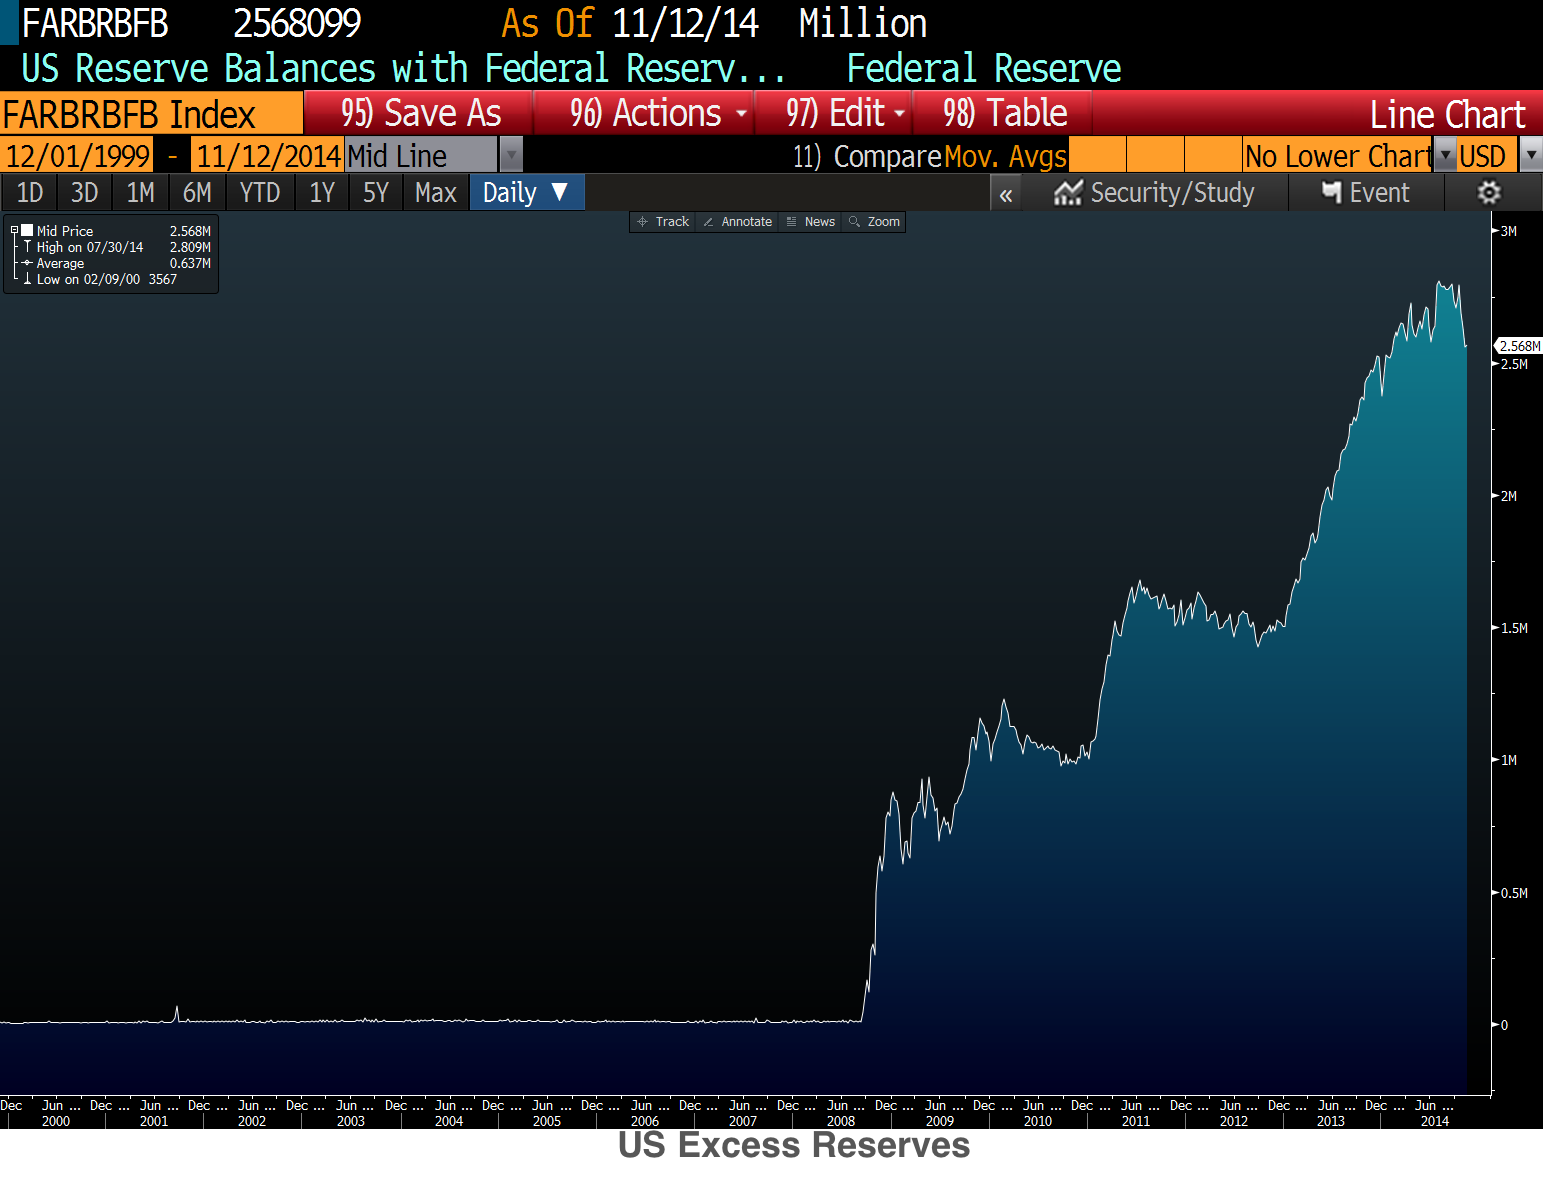 FARBRBFB 2568099 As Of 11/12/14 Million
US Reserve Balances with Federal Reserv... Federal Reserve
FARBRBFB Index 95) Save As 96) Actions 97) Edit 98) Table Line Chart
12/01/1999 - 11/12/2014 Mid Line 11) Compare Mov. Avgs No Lower Chart USD
1D 3D 1M 6M YTD 1Y 5Y Max Daily ▼ « Security/Study Event
Track Annotate News Zoom
Mid Price 2.568M
High on 07/30/14 2.809M
Average 0.637M
Low on 02/09/00 3567
3M
2.568M
2.5M
2M
1.5M
1M
0.5M
0
Dec Jun ... Dec ... Jun ... Dec ... Jun ... Dec ... Jun ... Dec ... Jun ... Dec ... Jun ... Dec ... Jun ... Dec ... Jun ... Dec ... Jun ... Dec ... Jun ... Dec ... Jun ... Dec ... Jun ... Dec ... Jun ... Dec ... Jun ... Dec ... Jun ...
2000 2001 2002 2003 2004 2005 2006 2007 2008 2009 2010 2011 2012 2013 2014
US Excess Reserves